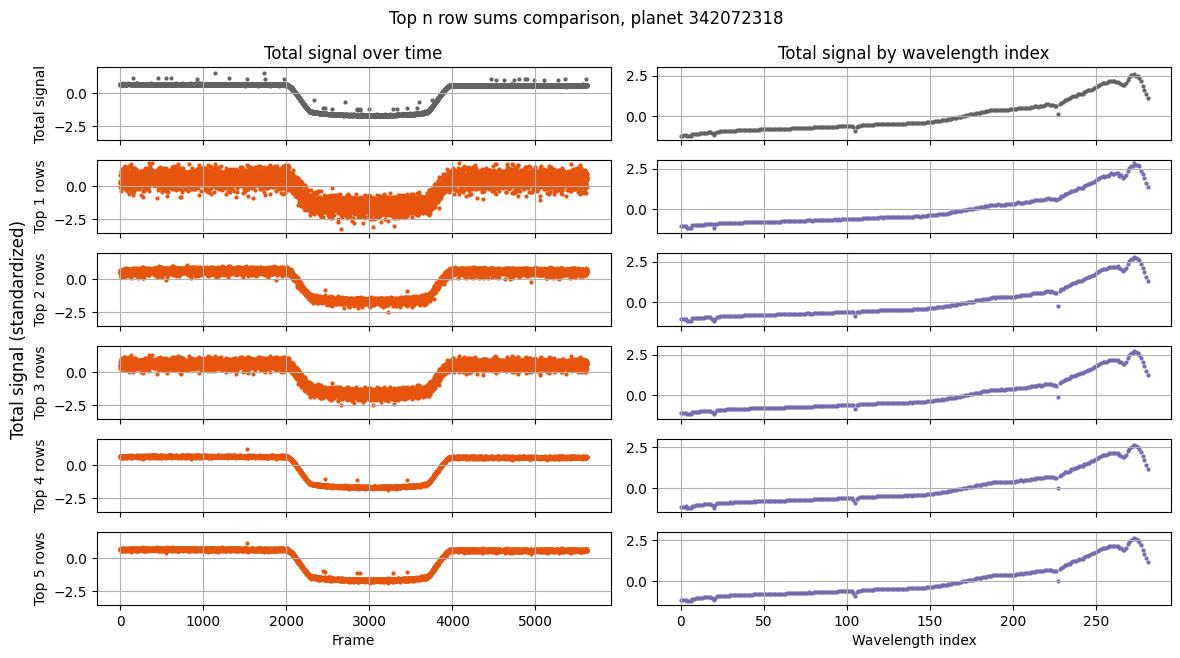 Top n row sums comparison, planet 342072318
Total signal over time
Total signal by wavelength index
Total signal (standardized)
Total signal
0.0
−2.5
2.5
0.0
Top 1 rows
0.0
−2.5
2.5
0.0
Top 2 rows
0.0
−2.5
2.5
0.0
Top 3 rows
0.0
−2.5
2.5
0.0
Top 4 rows
0.0
−2.5
2.5
0.0
Top 5 rows
0.0
−2.5
2.5
0.0
0 1000 2000 3000 4000 5000
Frame
0 50 100 150 200 250
Wavelength index